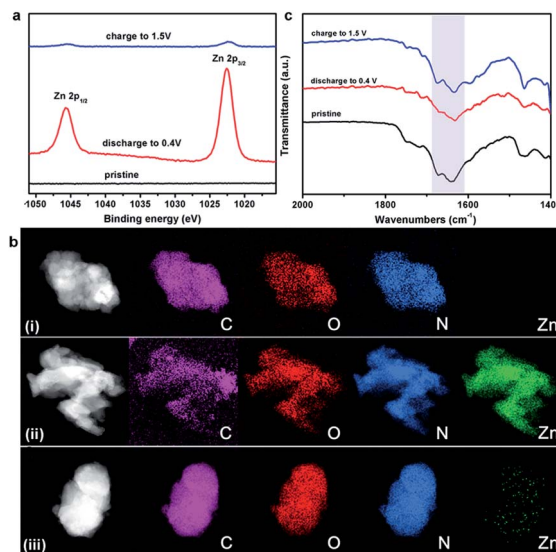 a
charge to 1.5V
Zn 2p1/2
Zn 2p3/2
discharge to 0.4V
pristine
1050 1045 1040 1035 1030 1025 1020
Binding energy (eV)
c
Transmittance (a.u.)
charge to 1.5 V
discharge to 0.4 V
pristine
2000 1800 1600 1400
Wavenumbers (cm-1)
b
(i) C O N Zn
(ii) C O N Zn
(iii) C O N Zn